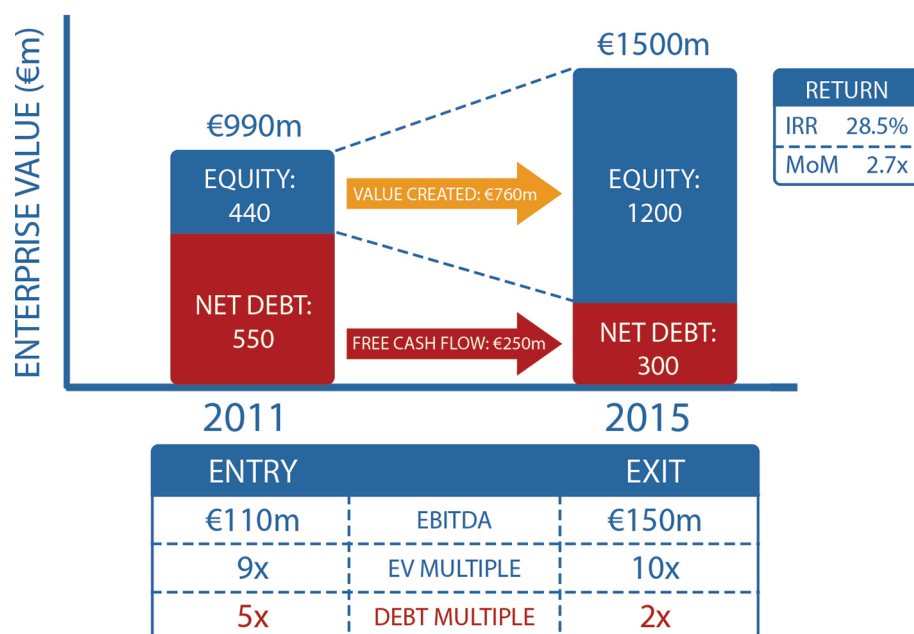 ENTERPRISE VALUE (€m)
€990m
EQUITY:
440
NET DEBT:
550
VALUE CREATED: €760m
FREE CASH FLOW: €250m
€1500m
EQUITY:
1200
NET DEBT:
300
RETURN
IRR 28.5%
MoM 2.7x
2011 2015
ENTRY EXIT
€110m EBITDA €150m
9x EV MULTIPLE 10x
5x DEBT MULTIPLE 2x